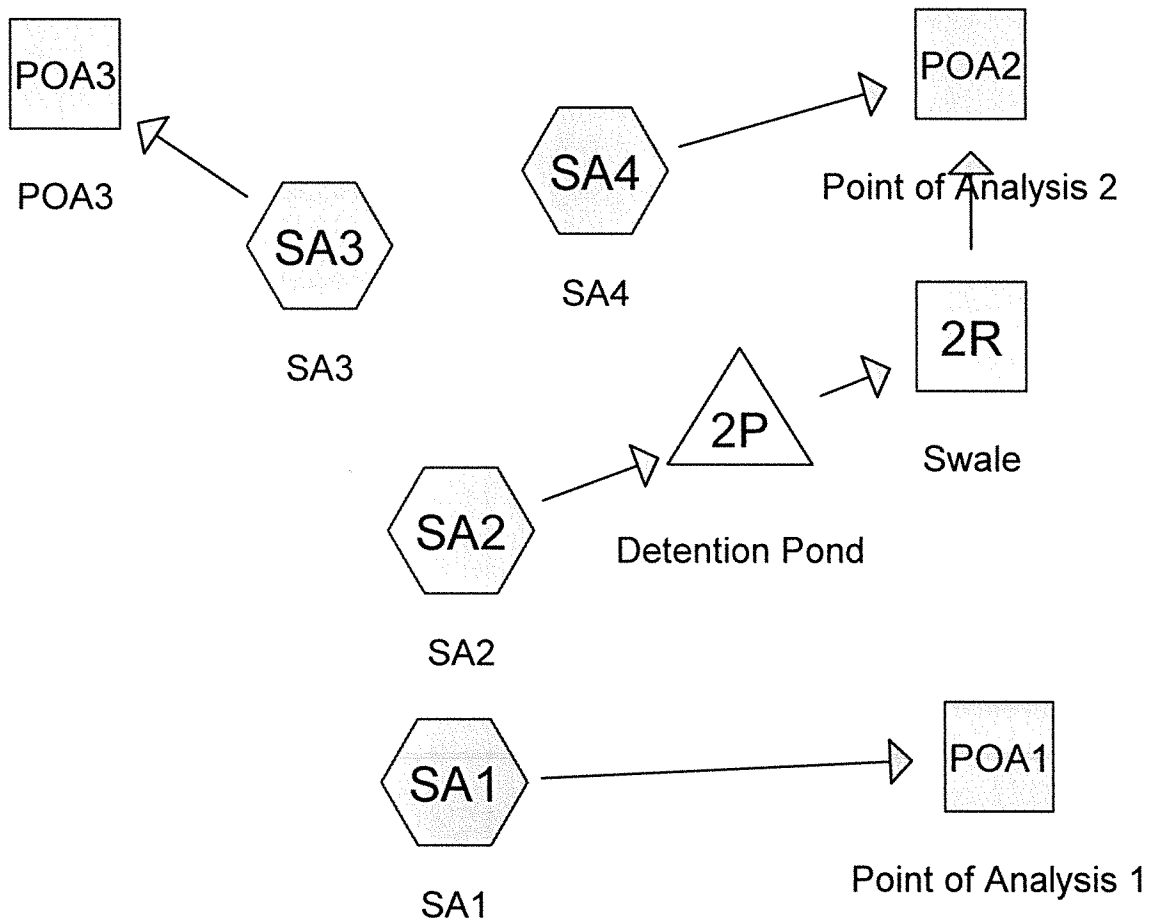 POA3
POA2
SA4
POA3
Point of Analysis 2
SA3
SA4
2R
SA3
2P
Swale
SA2
Detention Pond
SA2
POA1
SA1
Point of Analysis 1
SA1